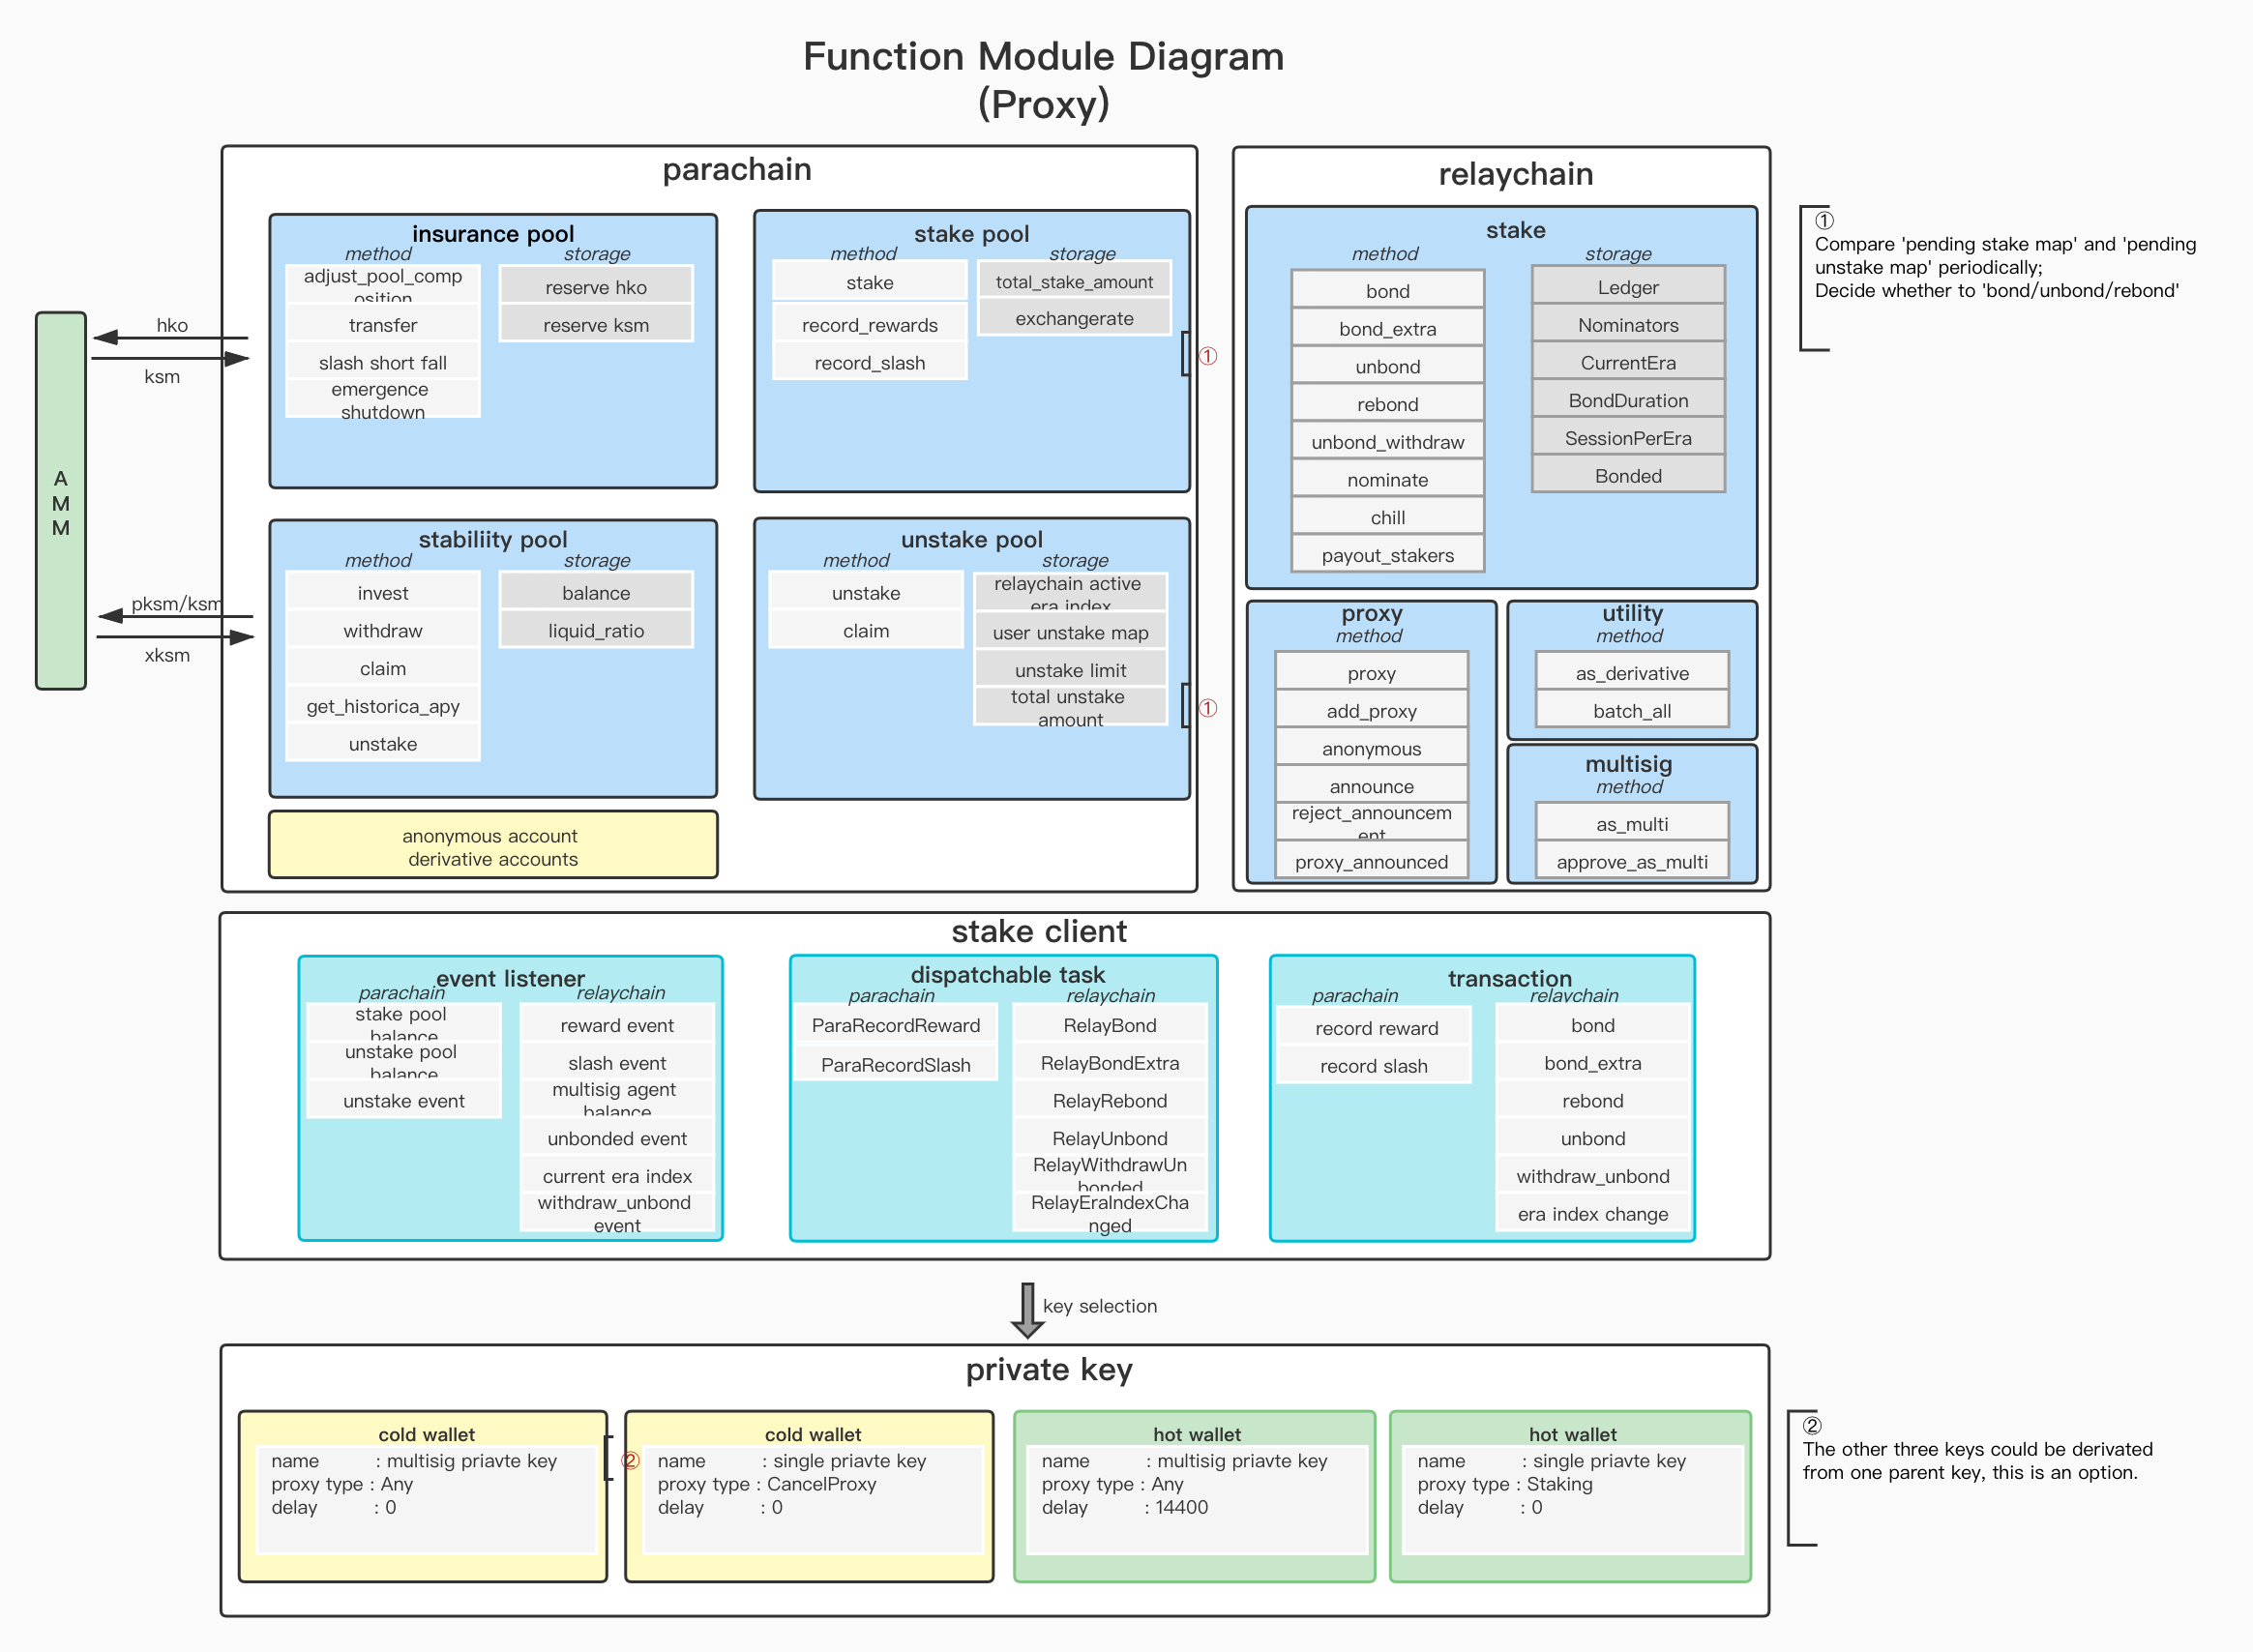 Function Module Diagram
(Proxy)
parachain
insurance pool
method
storage
adjust_pool_comp
osition
transfer
slash short fall
emergence
shutdown
reserve hko
reserve ksm
stake pool
method
storage
stake
record_rewards
record_slash
total_stake_amount
exchangerate
①
hko
ksm
A
M
M
pksm/ksm
xksm
stabiliity pool
method
storage
invest
withdraw
claim
get_historica_apy
unstake
balance
liquid_ratio
unstake pool
method
storage
unstake
claim
relaychain active
era index
user unstake map
unstake limit
total unstake
amount
①
anonymous account
derivative accounts
relaychain
stake
method
storage
bond
bond_extra
unbond
rebond
unbond_withdraw
nominate
chill
payout_stakers
Ledger
Nominators
CurrentEra
BondDuration
SessionPerEra
Bonded
proxy
method
proxy
add_proxy
anonymous
announce
reject_announcem
ent
proxy_announced
utility
method
as_derivative
batch_all
multisig
method
as_multi
approve_as_multi
①
Compare 'pending stake map' and 'pending
unstake map' periodically;
Decide whether to 'bond/unbond/rebond'
stake client
event listener
parachain
relaychain
stake pool
balance
unstake pool
balance
unstake event
reward event
slash event
multisig agent
balance
unbonded event
current era index
withdraw_unbond
event
dispatchable task
parachain
relaychain
ParaRecordReward
ParaRecordSlash
RelayBond
RelayBondExtra
RelayRebond
RelayUnbond
RelayWithdrawUn
bonded
RelayEraIndexCha
nged
transaction
parachain
relaychain
record reward
record slash
bond
bond_extra
rebond
unbond
withdraw_unbond
era index change
key selection
private key
cold wallet
name : multisig priavte key
proxy type : Any
delay : 0
②
cold wallet
name : single priavte key
proxy type : CancelProxy
delay : 0
hot wallet
name : multisig priavte key
proxy type : Any
delay : 14400
hot wallet
name : single priavte key
proxy type : Staking
delay : 0
②
The other three keys could be derivated
from one parent key, this is an option.